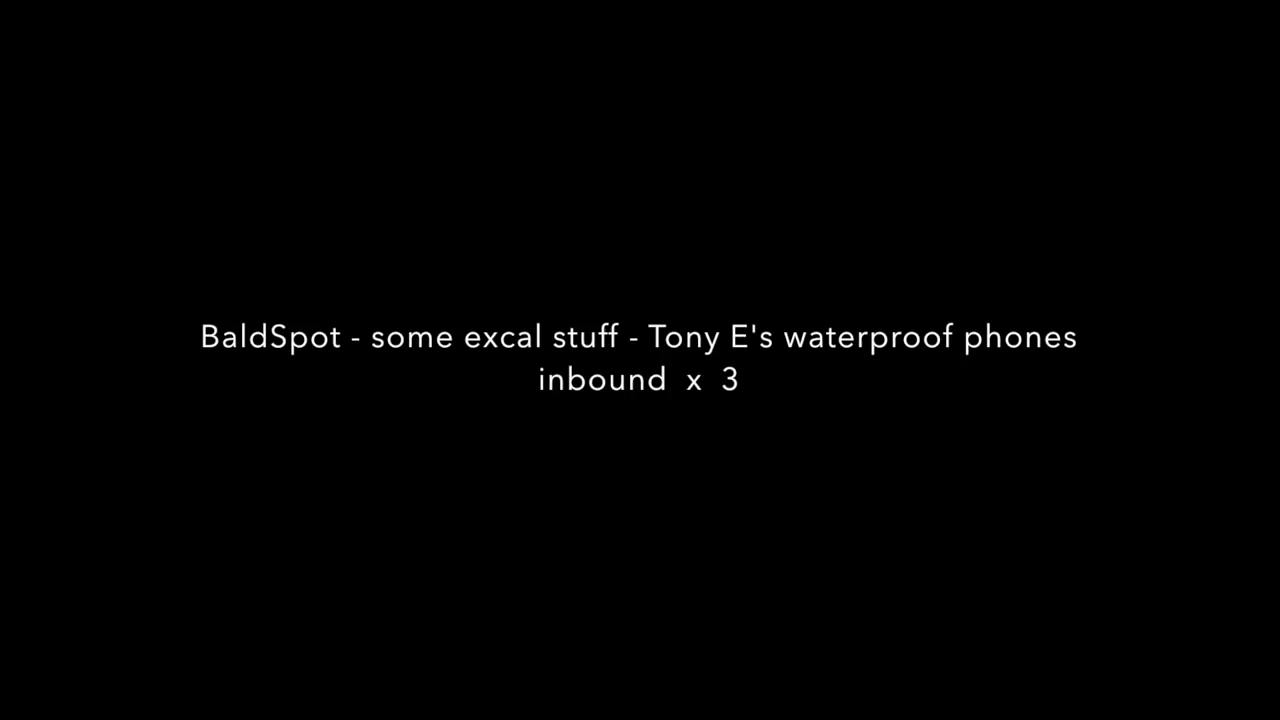 BaldSpot - some excal stuff - Tony E's waterproof phones
inbound  x  3